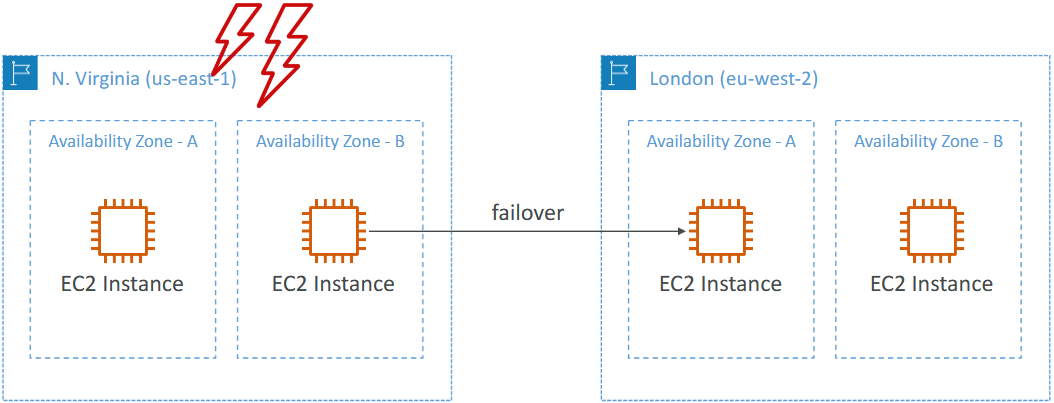 N. Virginia (us-east-1)
London (eu-west-2)
Availability Zone - A
Availability Zone - B
Availability Zone - A
Availability Zone - B
failover
EC2 Instance
EC2 Instance
EC2 Instance
EC2 Instance